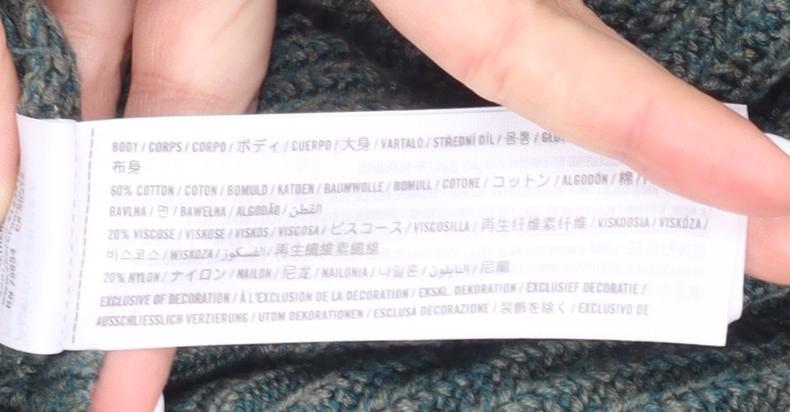 BODY / CORPS / CORPO / ボディ / CUERPO / 大身 / VARTALO / STŘEDNÍ DÍL / 몸통 /
布身
60% COTTON / COTON / BOMULD / KATOEN / BAUMWOLLE / BOMULL / COTONE / コットン / ALGODÓN / 棉 /
BAVLNA / 면 / BAWEŁNA / ALGODÃO / القطن
20% VISCOSE / VISKOSE / VISKOS / VISCOSA / ビスコース / VISCOSILLA / 再生纤维素纤维 / VISKOOSIA / VISKÓZA /
비스코스 / WISKOZA / الفسكوز / 再生纖維素纖維
20% NYLON / ナイロン / NAILON / 尼龙 / NAILONIA / 나일론 / النايلون / 尼龍
EXCLUSIVE OF DECORATION / À L'EXCLUSION DE LA DÉCORATION / EKSKL. DEKORATION / EXCLUSIEF DECORATIE /
AUSSCHLIESSLICH VERZIERUNG / UTOM DEKORATIONEN / ESCLUSA DECORAZIONE / 装飾を除く / EXCLUSIVO DE